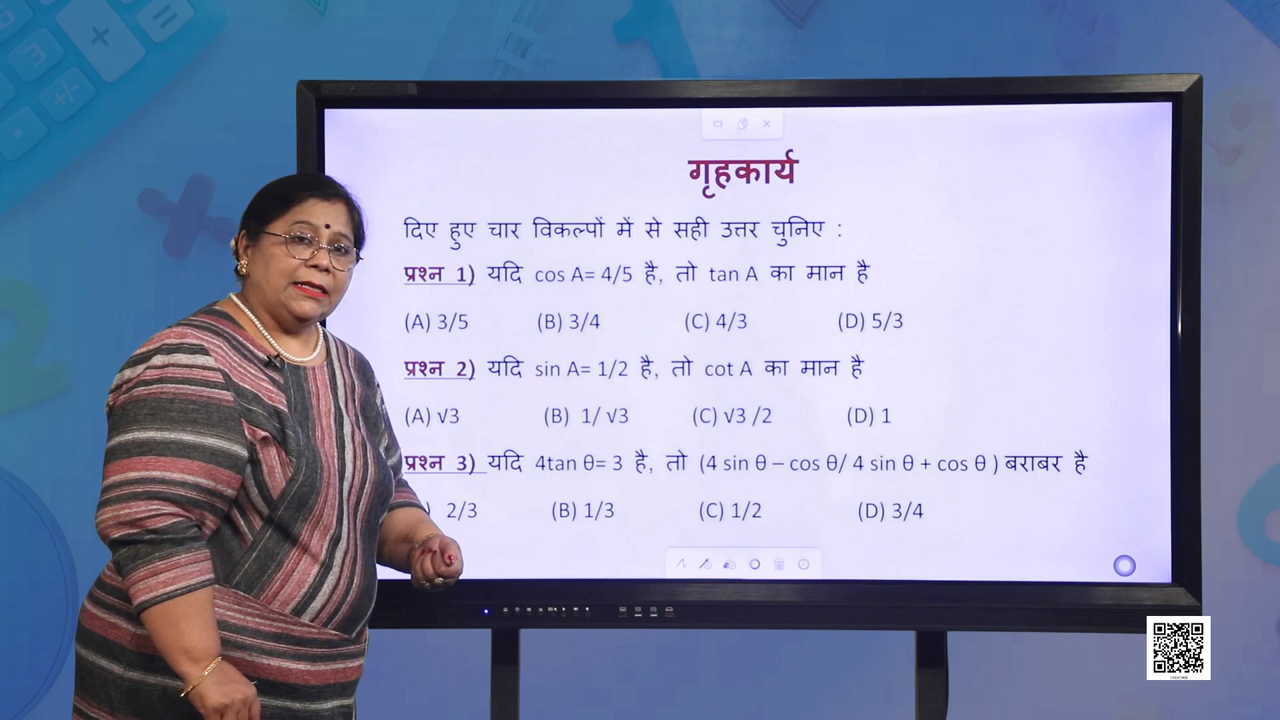 गृहकार्य
दिए हुए चार विकल्पों में से सही उत्तर चुनिए :
प्रश्न 1) यदि cos A= 4/5 है, तो tan A का मान है
(A) 3/5 (B) 3/4 (C) 4/3 (D) 5/3
प्रश्न 2) यदि sin A= 1/2 है, तो cot A का मान है
(A) √3 (B) 1/ √3 (C) √3 /2 (D) 1
प्रश्न 3) यदि 4tan θ= 3 है, तो (4 sin θ – cos θ/ 4 sin θ + cos θ ) बराबर है
) 2/3 (B) 1/3 (C) 1/2 (D) 3/4